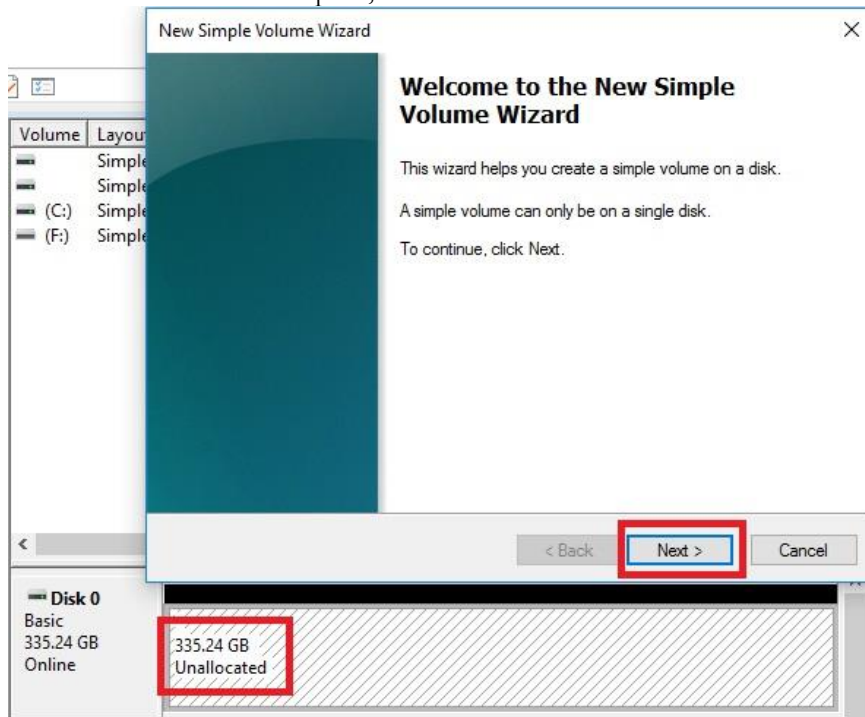 New Simple Volume Wizard
Welcome to the New Simple
Volume Wizard
This wizard helps you create a simple volume on a disk.
A simple volume can only be on a single disk.
To continue, click Next.
Volume Layou
Simple
Simple
(C:) Simple
(F:) Simple
< Back Next > Cancel
Disk 0
Basic
335.24 GB
Online
335.24 GB
Unallocated